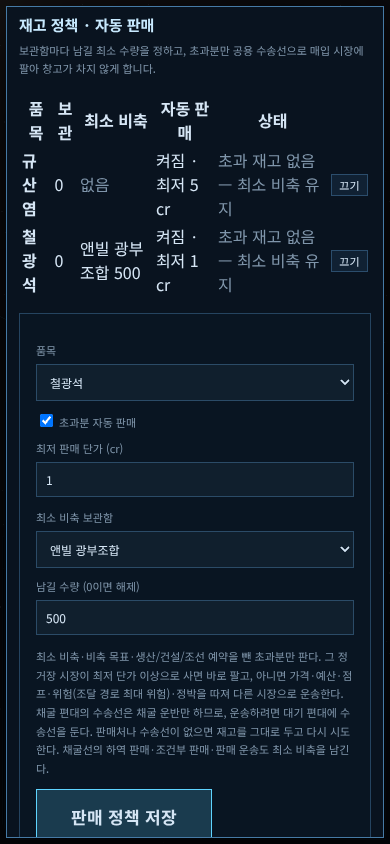 재고 정책 · 자동 판매
보관함마다 남길 최소 수량을 정하고, 초과분만 공용 수송선으로 매입 시장에
팔아 창고가 차지 않게 합니다.
품목 보관 최소 비축 자동 판매 상태
규산염 0 없음 켜짐 · 최저 5 cr 초과 재고 없음 — 최소 비축 유지 끄기
철광석 0 앤빌 광부조합 500 켜짐 · 최저 1 cr 초과 재고 없음 — 최소 비축 유지 끄기
품목
철광석
초과분 자동 판매
최저 판매 단가 (cr)
1
최소 비축 보관함
앤빌 광부조합
남길 수량 (0이면 해제)
500
최소 비축·비축 목표·생산/건설/조선 예약을 뺀 초과분만 판다. 그 정
거장 시장이 최저 단가 이상으로 사면 바로 팔고, 아니면 가격·예산·점
프·위험(조달 경로 최대 위험)·정박을 따져 다른 시장으로 운송한다.
채굴 편대의 수송선은 채굴 운반만 하므로, 운송하려면 대기 편대에 수
송선을 둔다. 판매처나 수송선이 없으면 재고를 그대로 두고 다시 시도
한다. 채굴선의 하역 판매·조건부 판매·판매 운송도 최소 비축을 남긴
다.
판매 정책 저장